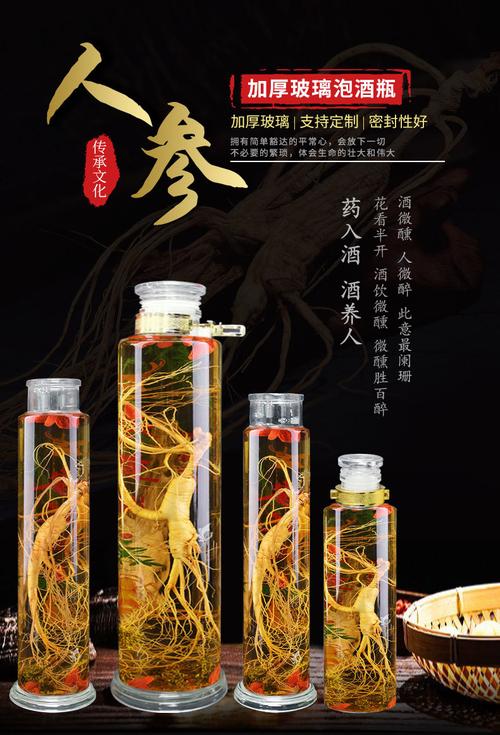 人参
传承文化
加厚玻璃泡酒瓶
加厚玻璃 | 支持定制 | 密封性好
拥有简单豁达的平常心，会放下一切
不必要的繁琐，体会生命的壮大和伟大
酒微醺 人微醉 此意最阑珊
花看半开 酒饮微醺 微醺胜百醉
药入酒 酒养人